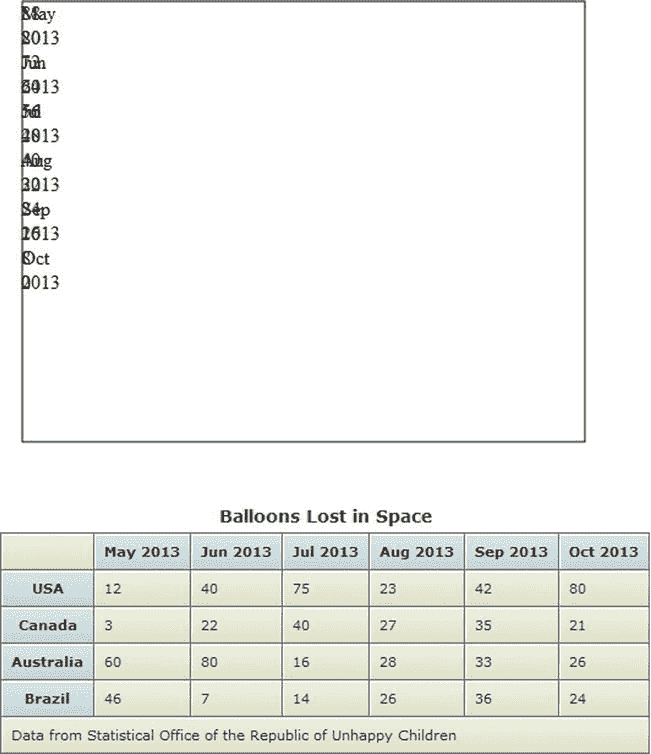 May
2013
Jun
2013
Jul
2013
Aug
2013
Sep
2013
Oct
2013
Balloons Lost in Space
May 2013 Jun 2013 Jul 2013 Aug 2013 Sep 2013 Oct 2013
USA 12 40 75 23 42 80
Canada 3 22 40 27 35 21
Australia 60 80 16 28 33 26
Brazil 46 7 14 26 36 24
Data from Statistical Office of the Republic of Unhappy Children